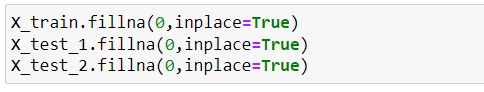 X_train.fillna(0,inplace=True)
X_test_1.fillna(0,inplace=True)
X_test_2.fillna(0,inplace=True)